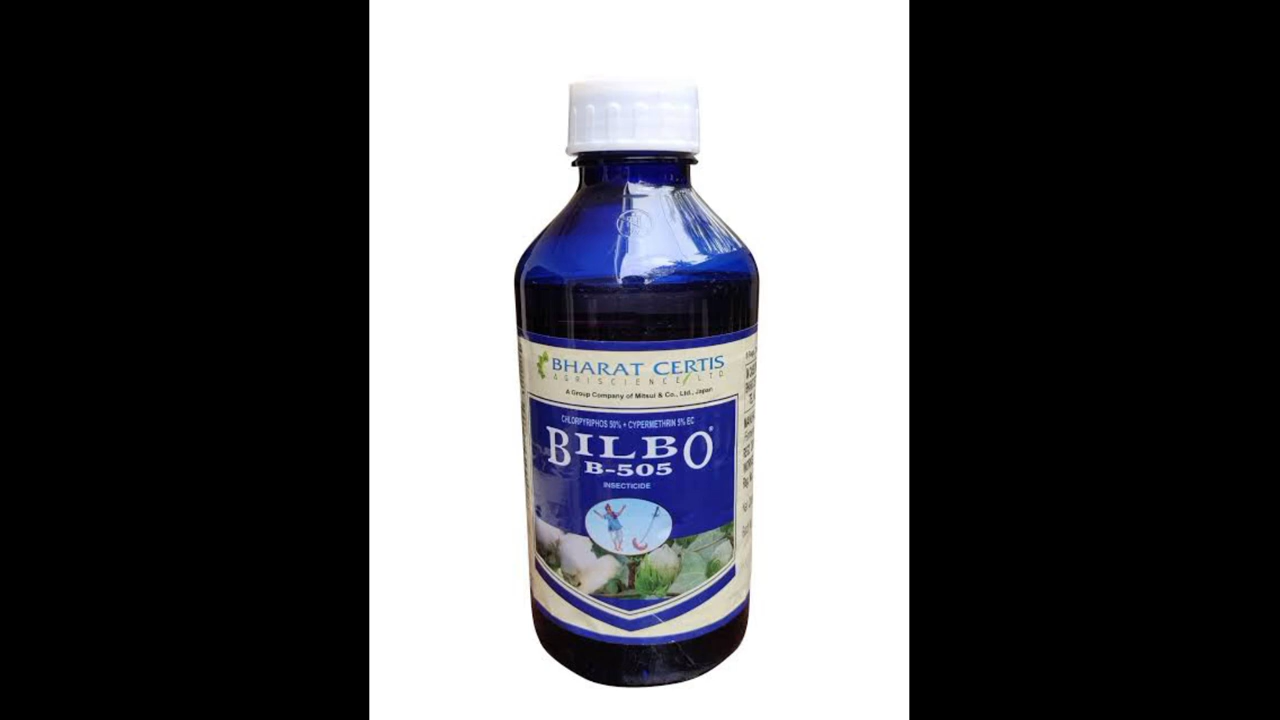 BHARAT CERTIS
AGRISCIENCE LTD
A Group Company of Mitsui & Co., Ltd., Japan
CHLORPYRIPHOS 50% + CYPERMETHRIN 5% EC
BILBO®
B-505
INSECTICIDE